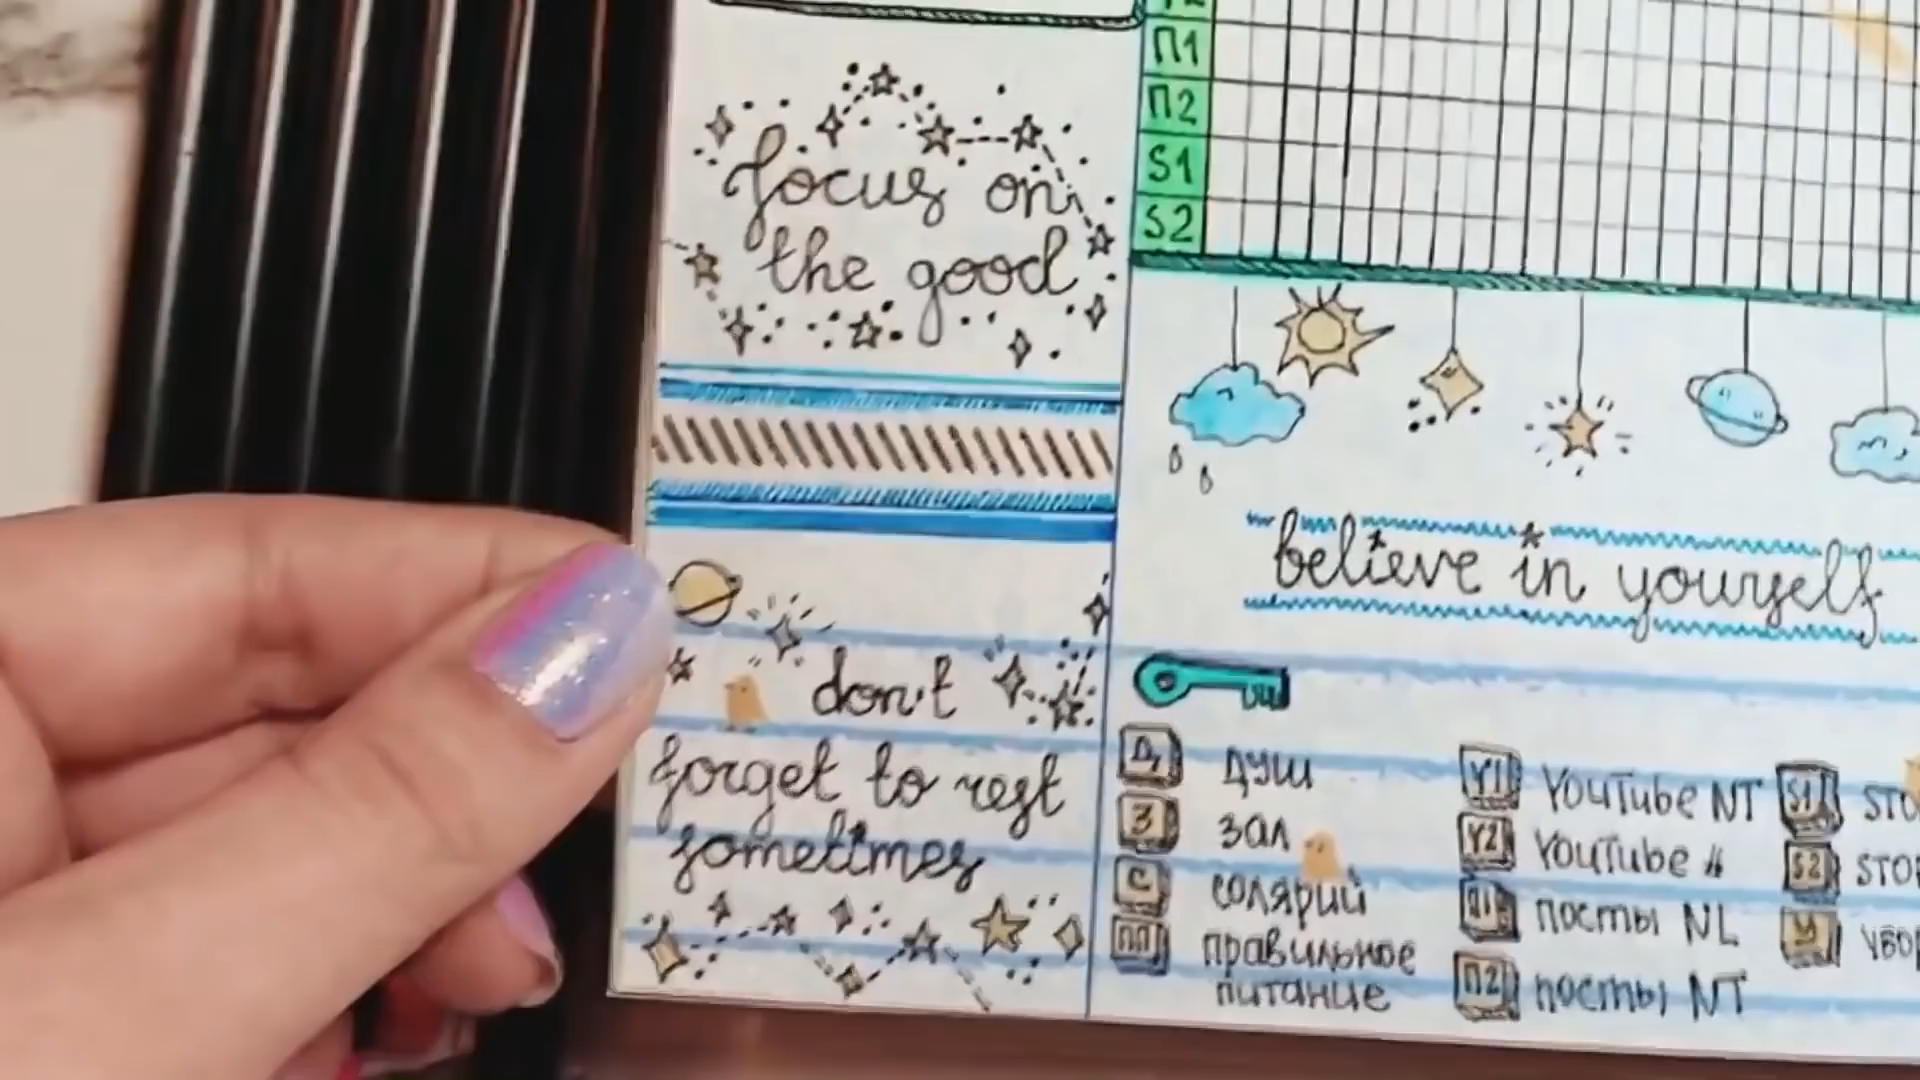 П1
П2
S1
S2
focus on
the good
believe in yourself
don't
forget to rest
sometimes
Д душ
З зал
С солярий
ПП правильное
питание
Y1 YouTube NT
Y2 YouTube
П1 посты NL
П2 посты NT
S1
S2
У